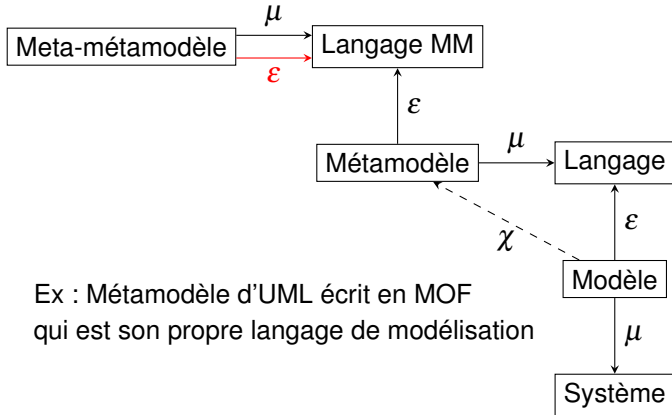 μ
Meta-métamodèle
Langage MM
ε
ε
Métamodèle
μ
Langage
χ
ε
Modèle
Ex : Métamodèle d'UML écrit en MOF
qui est son propre langage de modélisation
μ
Système